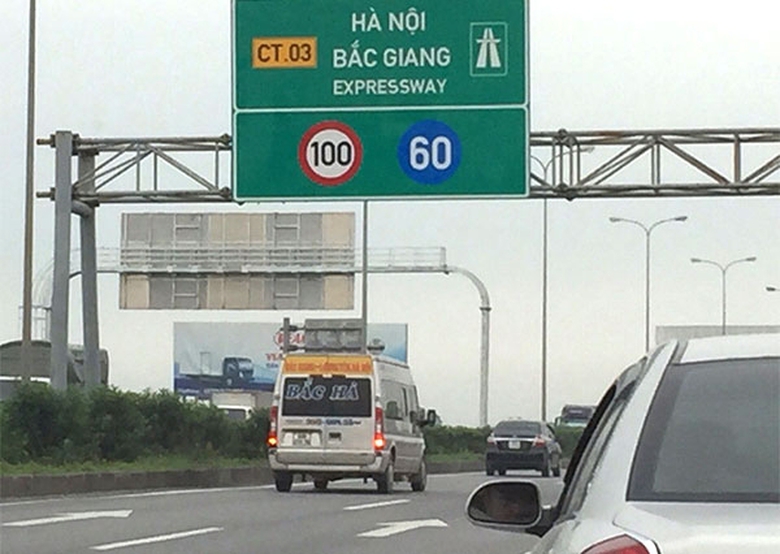 HÀ NỘI
CT.03
BẮC GIANG
EXPRESSWAY
100
60
BẮC HÀ